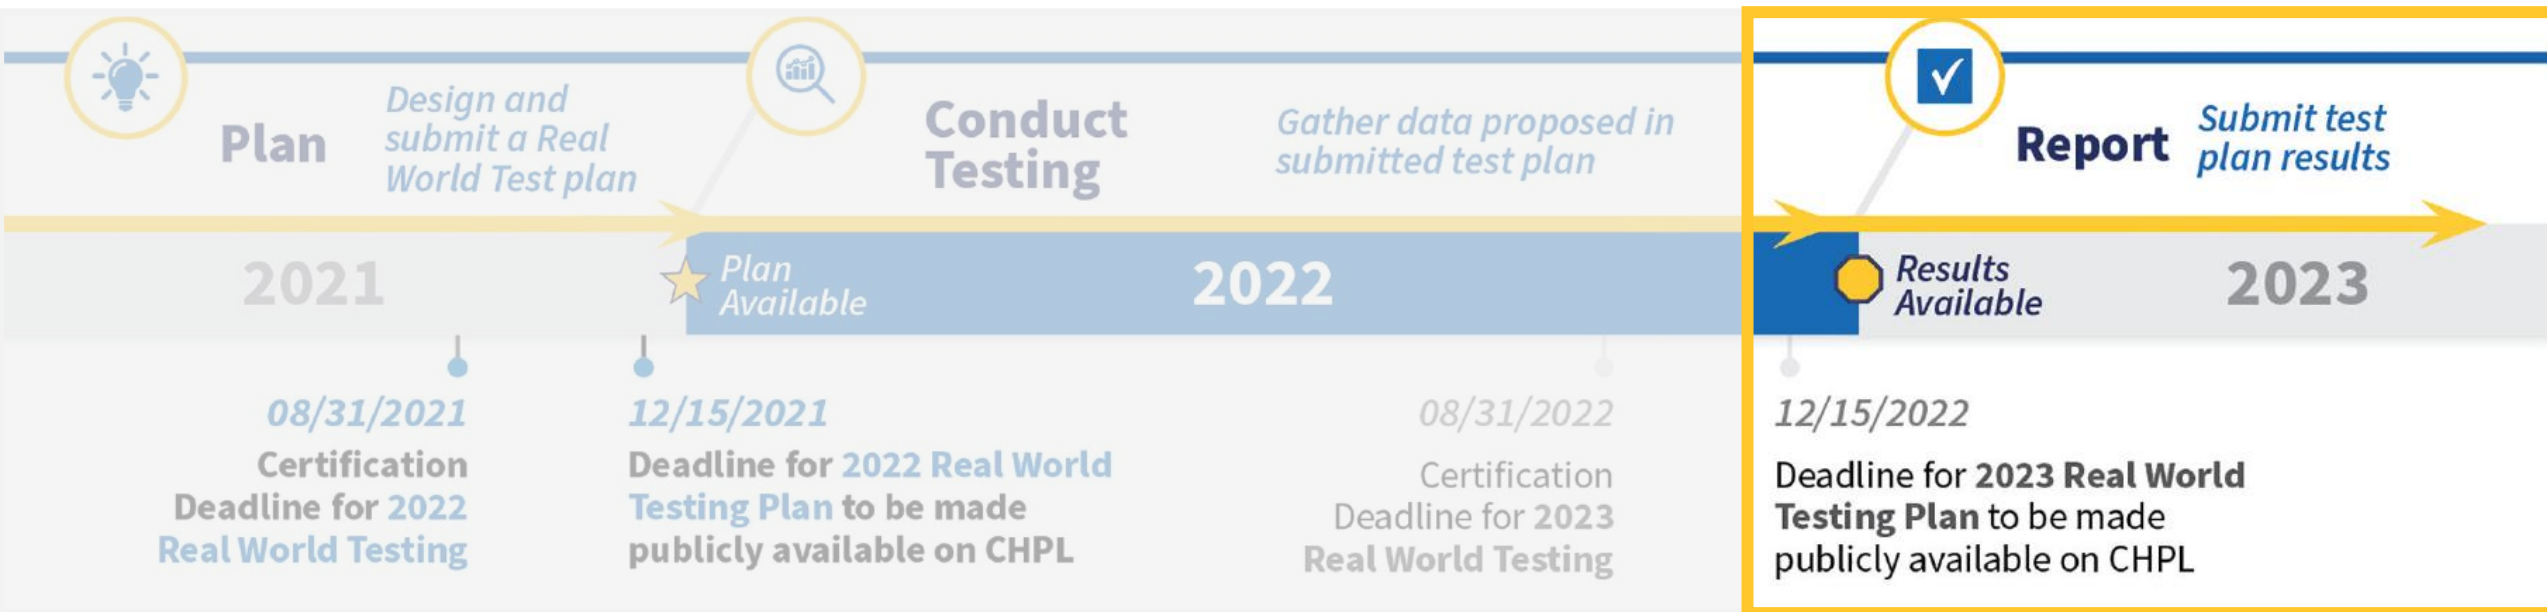 Plan
Design and
submit a Real
World Test plan
Conduct
Testing
Gather data proposed in
submitted test plan
Report
Submit test
plan results
2021
Plan
Available
2022
Results
Available
2023
08/31/2021
Certification
Deadline for 2022
Real World Testing
12/15/2021
Deadline for 2022 Real World
Testing Plan to be made
publicly available on CHPL
08/31/2022
Certification
Deadline for 2023
Real World Testing
12/15/2022
Deadline for 2023 Real World
Testing Plan to be made
publicly available on CHPL